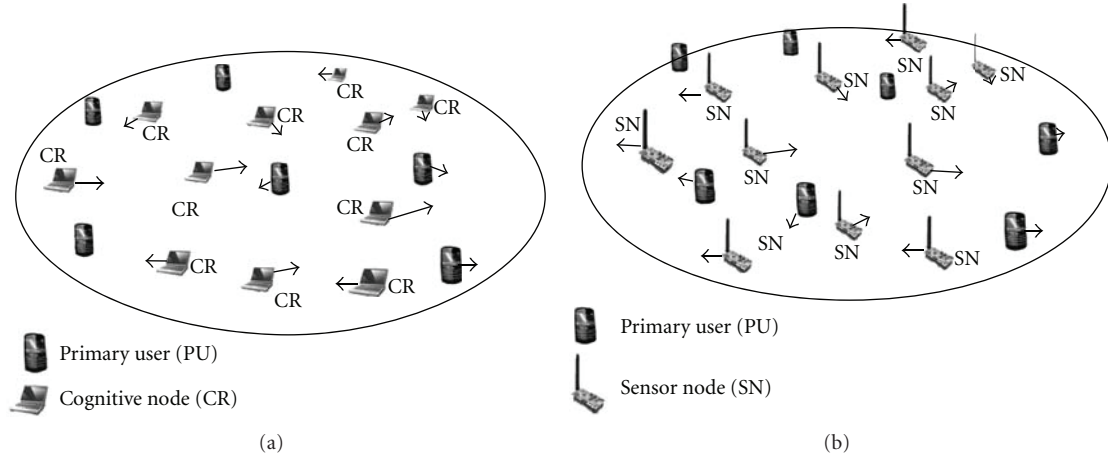 CR
CR
CR
CR
CR
CR
CR
CR
CR
CR
CR
Primary user (PU)
Cognitive node (CR)
(a)
SN
SN
SN
SN
SN
SN
SN
SN
SN
SN
SN
SN
Primary user (PU)
Sensor node (SN)
(b)